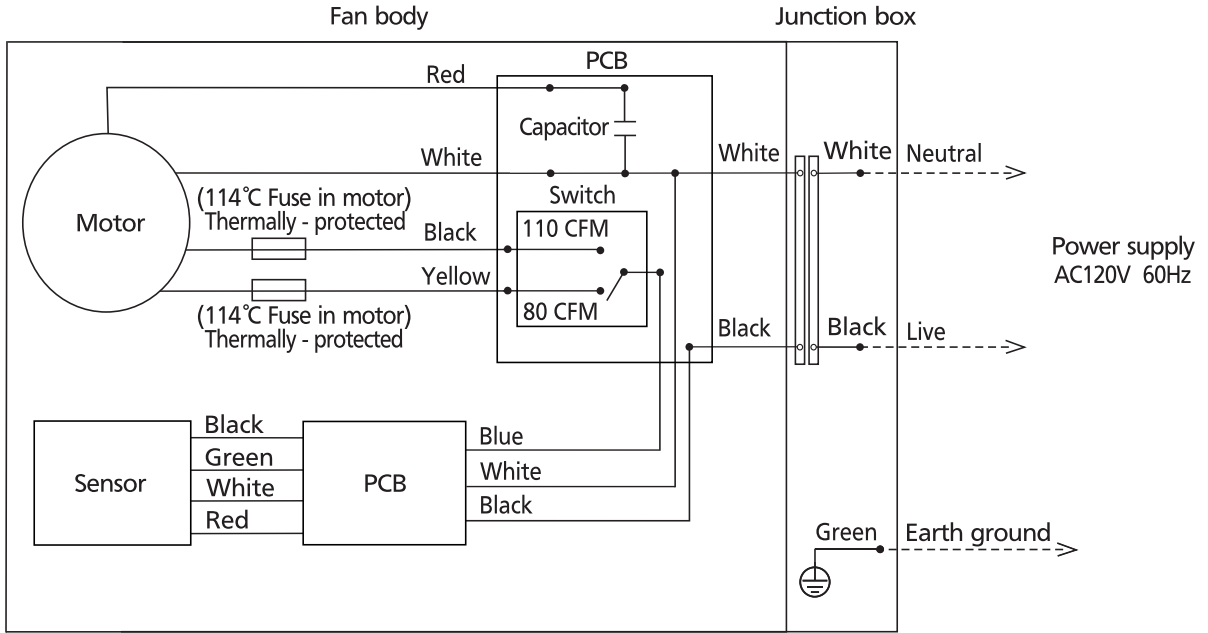 Fan body
Junction box
PCB
Red
Capacitor
White
White
White
Neutral
(114°C Fuse in motor)
Thermally - protected
Switch
Motor
Black
110 CFM
Power supply
AC120V 60Hz
Yellow
80 CFM
(114°C Fuse in motor)
Thermally - protected
Black
Black
Live
Black
Green
White
Red
Sensor
PCB
Blue
White
Black
Green
Earth ground